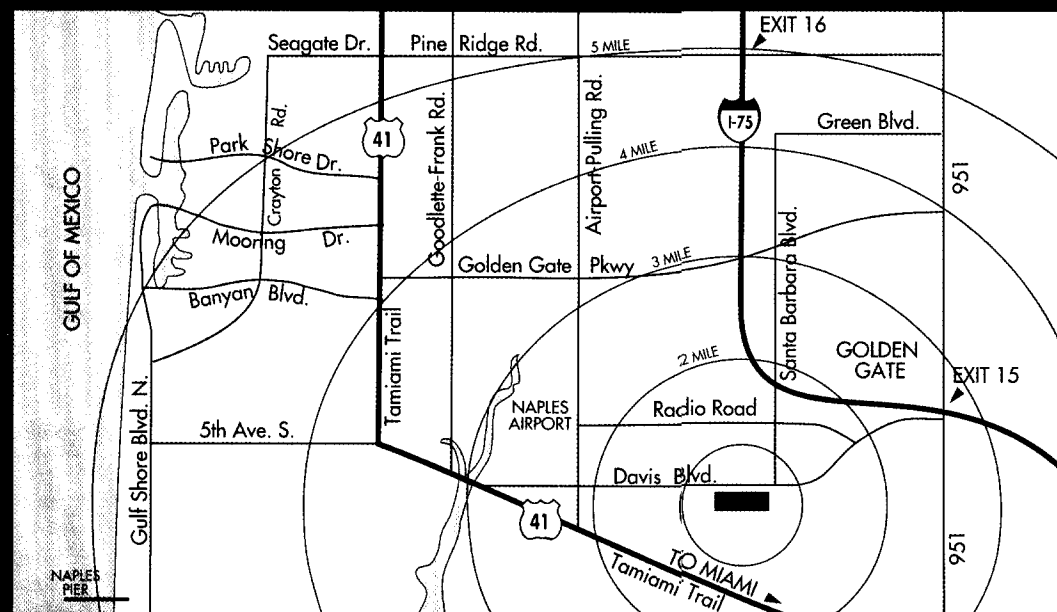 EXIT 16
Seagate Dr.
Pine Ridge Rd.
5 MILE
I-75
Green Blvd.
41
Park Shore Dr.
4 MILE
951
Crayton Rd.
Goodlette-Frank Rd.
Airport-Pulling Rd.
Santa Barbara Blvd.
GULF OF MEXICO
Mooring Dr.
3 MILE
Golden Gate Pkwy
Banyan Blvd.
Tamiami Trail
2 MILE
GOLDEN
GATE
EXIT 15
NAPLES
AIRPORT
Radio Road
5th Ave. S.
Gulf Shore Blvd. N.
Davis Blvd.
41
951
TO MIAMI
Tamiami Trail
NAPLES
PIER